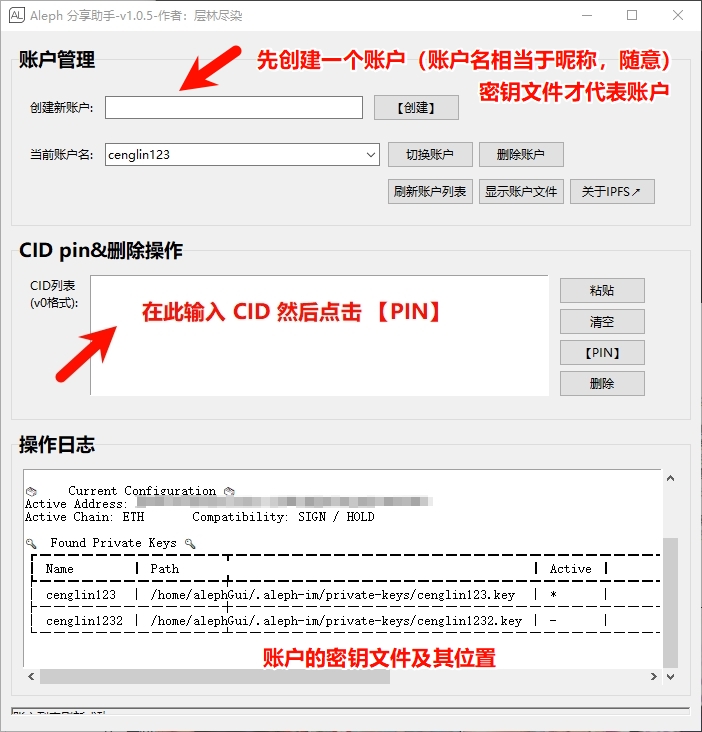 AL Aleph 分享助手-v1.0.5-作者：层林尽染
账户管理
先创建一个账户（账户名相当于昵称，随意）
密钥文件才代表账户
创建新账户:
【创建】
当前账户名:
cenglin123
切换账户
删除账户
刷新账户列表
显示账户文件
关于IPFS↗
CID pin&删除操作
CID列表
(v0格式):
在此输入 CID 然后点击 【PIN】
粘贴
清空
【PIN】
删除
操作日志
Current Configuration
Active Address:
Active Chain: ETH Compatibility: SIGN / HOLD
Found Private Keys
Name Path Active
cenglin123 /home/alephGui/.aleph-im/private-keys/cenglin123.key *
cenglin1232 /home/alephGui/.aleph-im/private-keys/cenglin1232.key -
账户的密钥文件及其位置